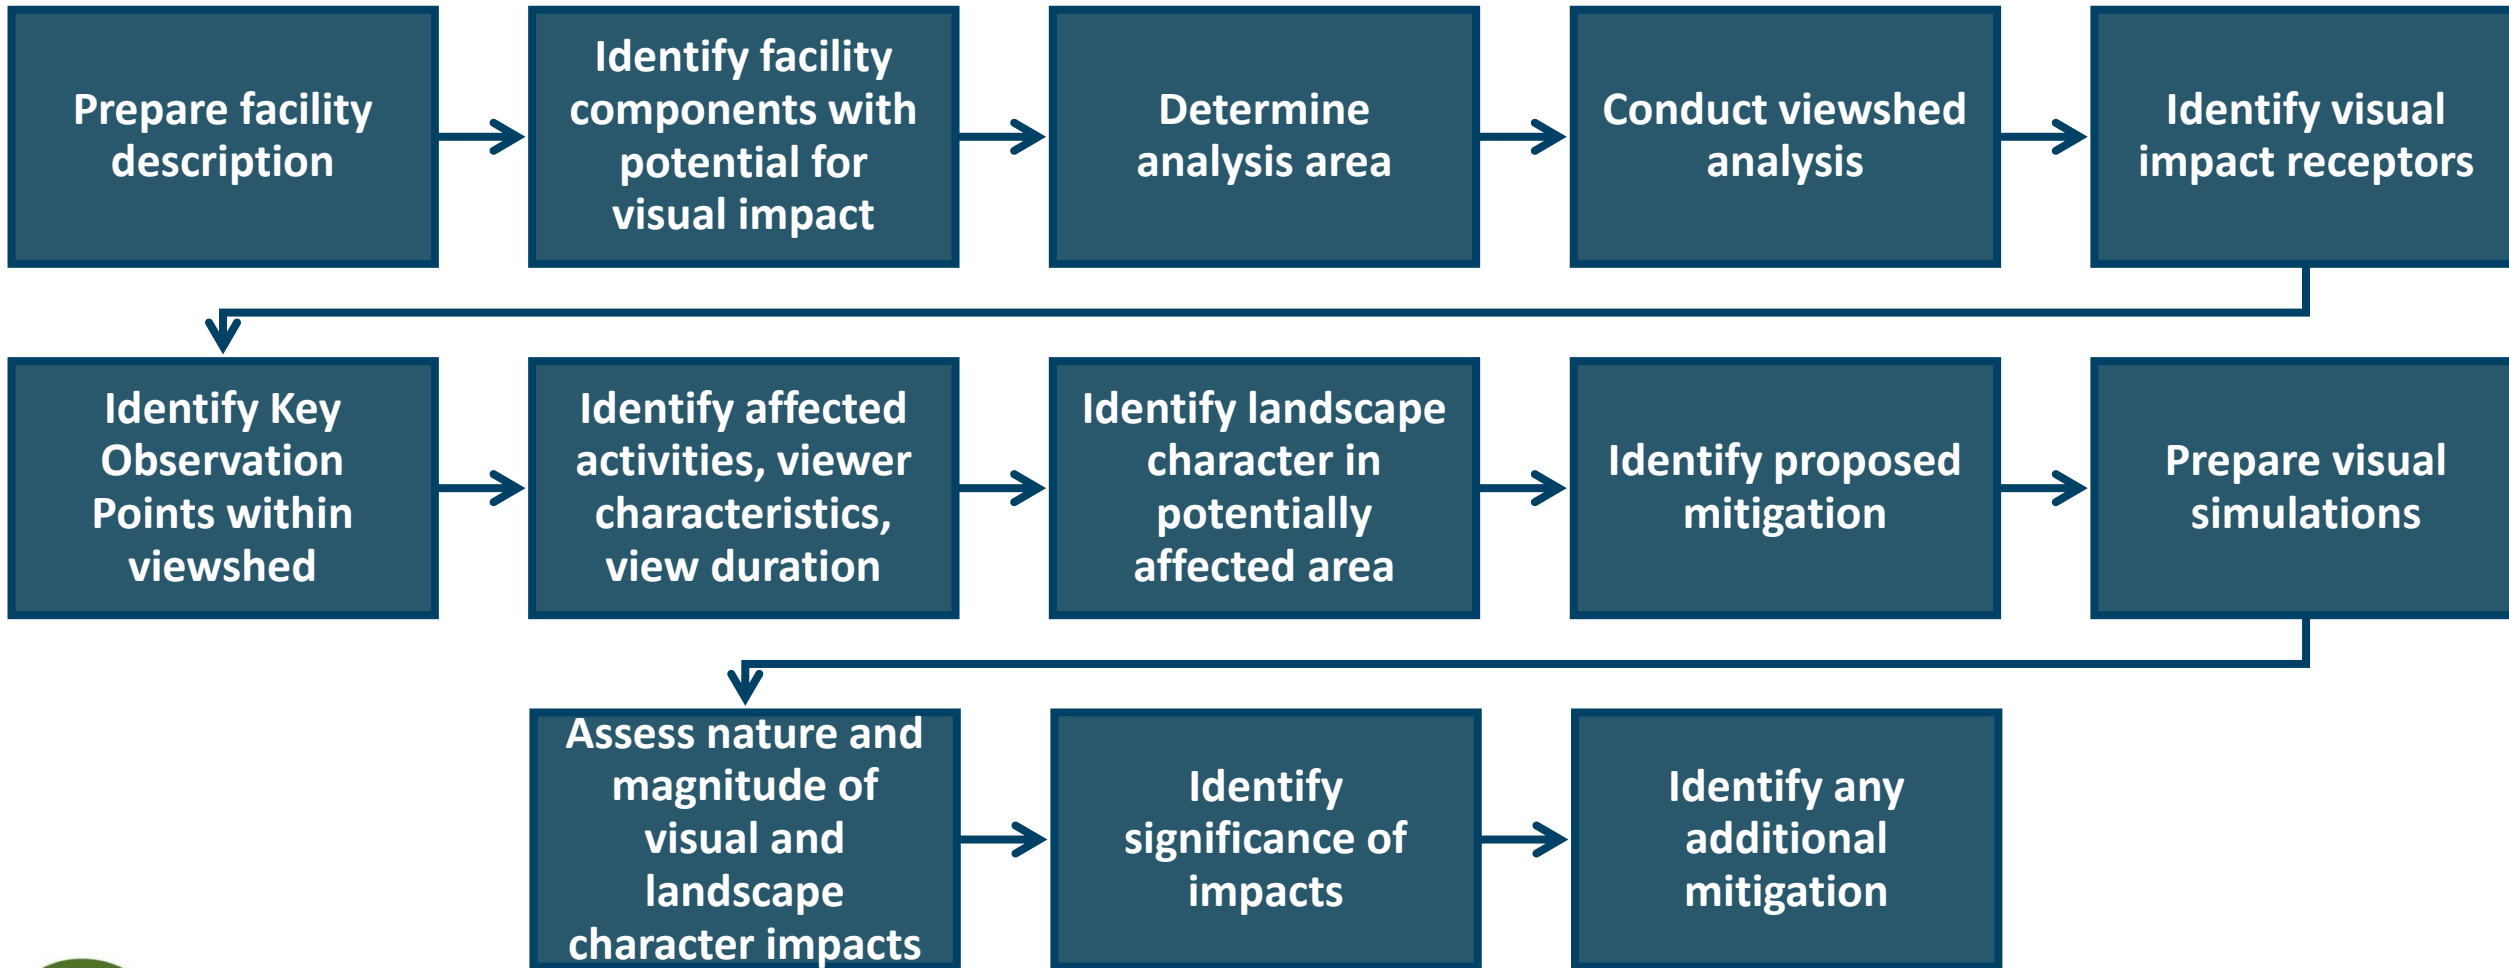 Prepare facility
description
Identify facility
components with
potential for
visual impact
Determine
analysis area
Conduct viewshed
analysis
Identify visual
impact receptors
Identify Key
Observation
Points within
viewshed
Identify affected
activities, viewer
characteristics,
view duration
Identify landscape
character in
potentially
affected area
Identify proposed
mitigation
Prepare visual
simulations
Assess nature and
magnitude of
visual and
landscape
character impacts
Identify
significance of
impacts
Identify any
additional
mitigation